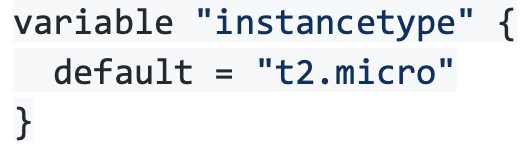 variable "instancetype" {
  default = "t2.micro"
}